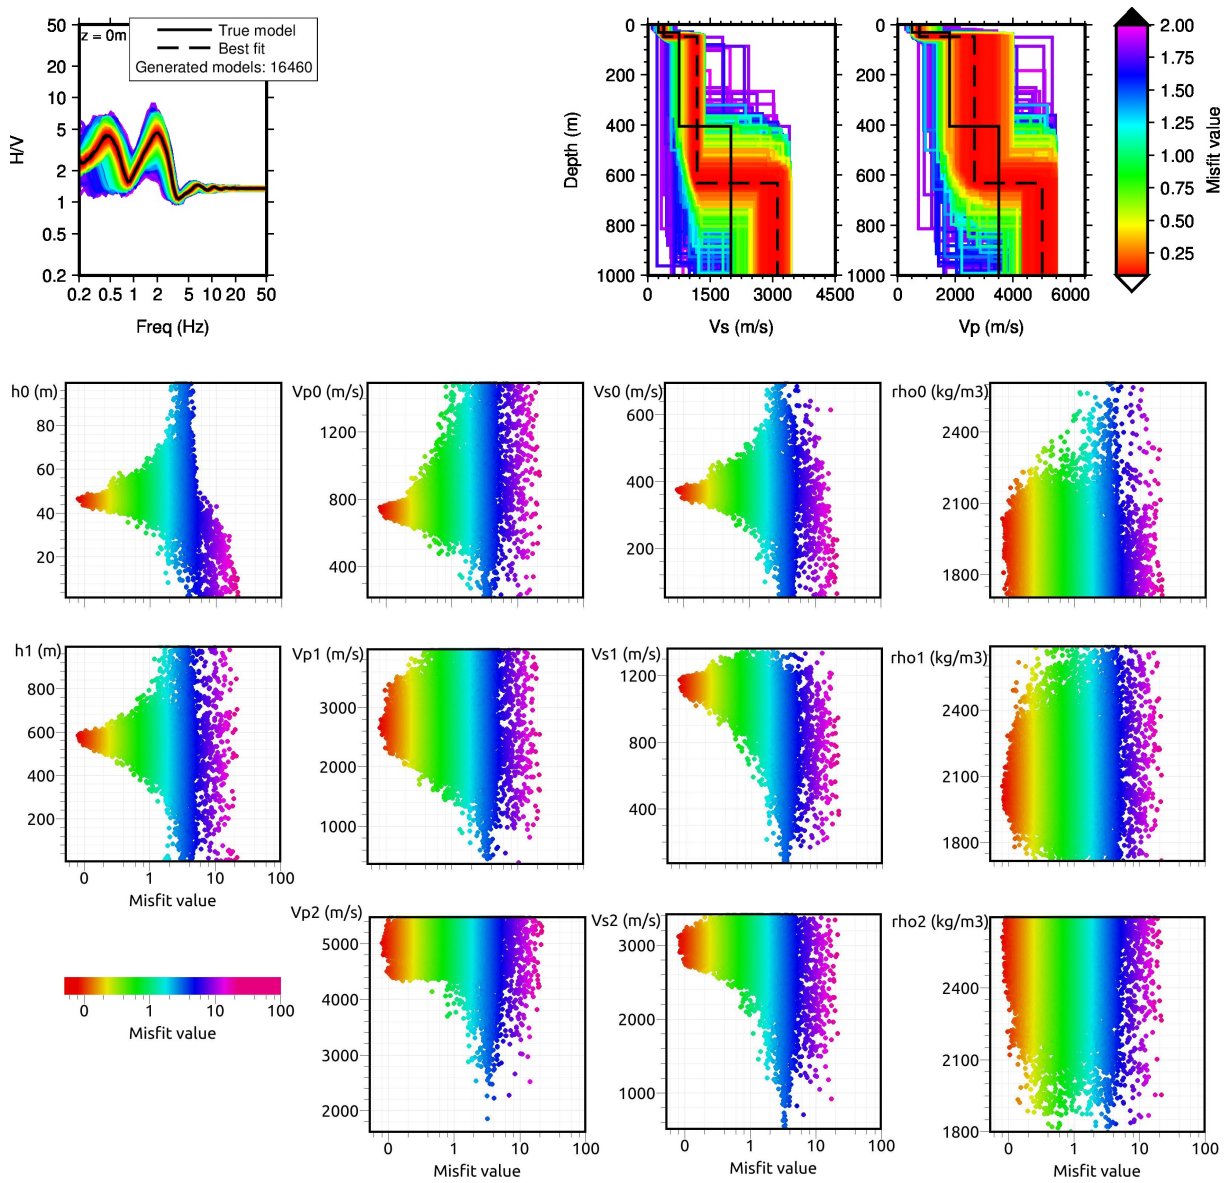 50
20
10
5
2
1
0.5
0.2
H/V
z = 0m
True model
Best fit
Generated models: 16460
0.2 0.5 1 2 5 10 20 50
Freq (Hz)
0
200
400
600
800
1000
Depth (m)
0 1500 3000 4500
Vs (m/s)
0
200
400
600
800
1000
0 2000 4000 6000
Vp (m/s)
2.00
1.75
1.50
1.25
1.00
0.75
0.50
0.25
Misfit value
h0 (m)
80
60
40
20
Vp0 (m/s)
1200
800
400
Vs0 (m/s)
600
400
200
rho0 (kg/m3)
2400
2100
1800
h1 (m)
800
600
400
200
0 1 10 100
Misfit value
Vp1 (m/s)
3000
2000
1000
Vs1 (m/s)
1200
800
400
rho1 (kg/m3)
2400
2100
1800
0 1 10 100
Misfit value
Vp2 (m/s)
5000
4000
3000
2000
0 1 10 100
Misfit value
Vs2 (m/s)
3000
2000
1000
0 1 10 100
Misfit value
rho2 (kg/m3)
2400
2100
1800
0 1 10 100
Misfit value